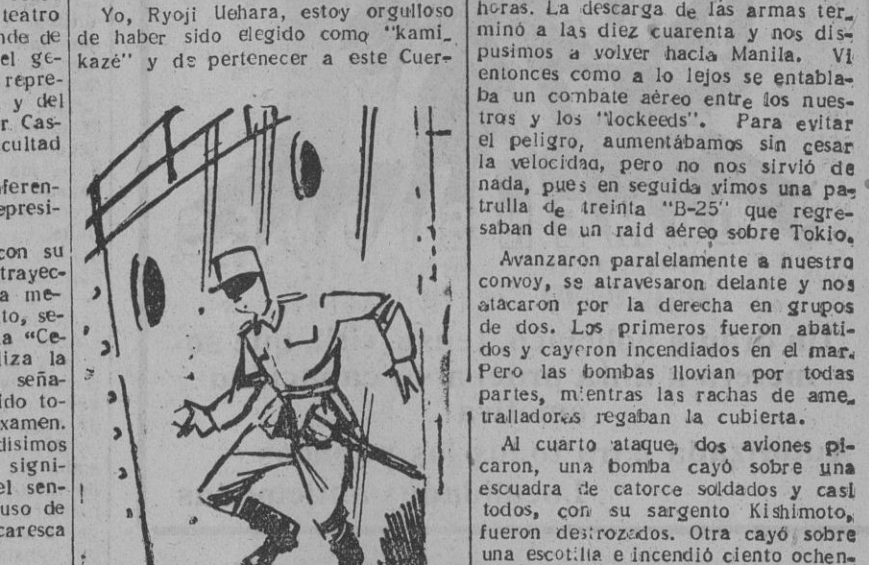 teatro
nde de
el ge-
repre-
y del
r Cas-
cultad
nferen-
epresi-
con su
trayec-
a me-
to, se-
a “Ce-
liza la
seña-
ido to-
xamen.
disimos
signi-
el sen-
uso de
caresca
Yo, Ryoji Uehara, estoy orgulloso
de haber sido elegido como "kami-
kazé" y de pertenecer a este Cuer-
horas. La descarga de las armas ter-
minó a las diez cuarenta y nos dis-
pusimos a volver hacia Manila. Vi
entonces como a lo lejos se entabla-
ba un combate aéreo entre los nues-
tros y los "lockeeds". Para evitar
el peligro, aumentábamos sin cesar
la velocidad, pero no nos sirvió de
nada, pues en seguida vimos una pa-
trulla de treinta "B-25" que regre-
saban de un raid aéreo sobre Tokio.
Avanzaron paralelamente a nuestro
convoy, se atravesaron delante y nos
atacaron por la derecha en grupos
de dos. Los primeros fueron abati-
dos y cayeron incendiados en el mar.
Pero las bombas llovian por todas
partes, mientras las rachas de ame-
tralladoras regaban la cubierta.
Al cuarto ataque, dos aviones pi-
caron, una bomba cayó sobre una
escuadra de catorce soldados y casi
todos, con su sargento Kishimoto,
fueron destrozados. Otra cayó sobre
una escotilla e incendió ciento ochen-